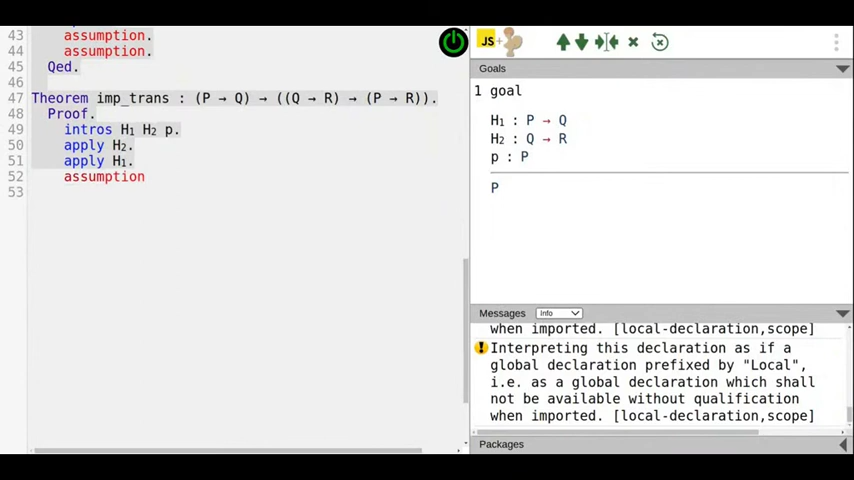 43 assumption.
44 assumption.
45 Qed.
46
47 Theorem imp_trans : (P → Q) → ((Q → R) → (P → R)).
48 Proof.
49 intros H₁ H₂ p.
50 apply H₂.
51 apply H₁.
52 assumption
53
JS+
Goals
1 goal
H₁ : P → Q
H₂ : Q → R
p : P
P
Messages Info
when imported. [local-declaration,scope]
Interpreting this declaration as if a
global declaration prefixed by "Local",
i.e. as a global declaration which shall
not be available without qualification
when imported. [local-declaration,scope]
Packages